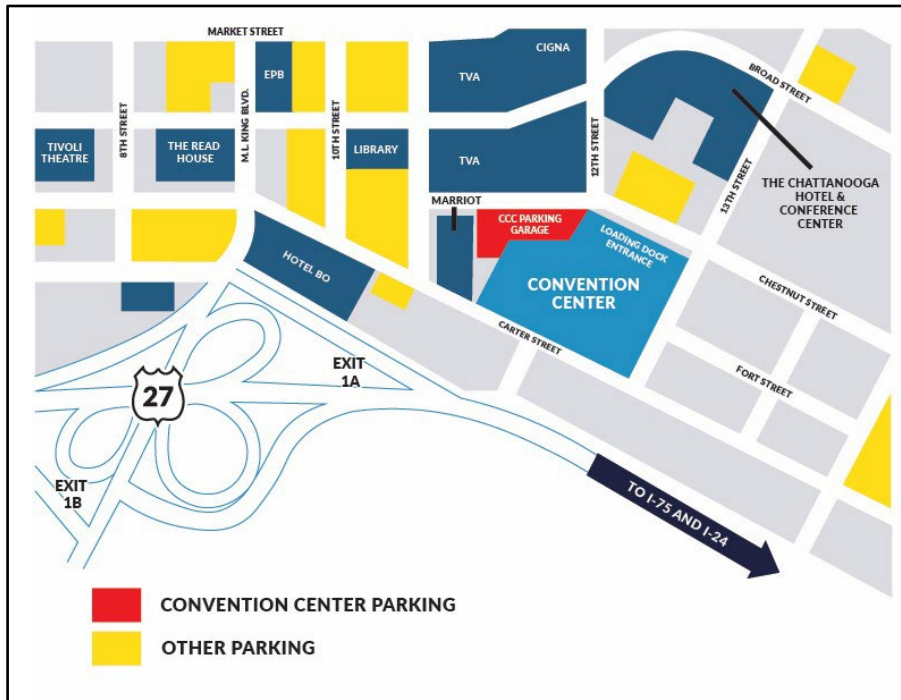 MARKET STREET
CIGNA
EPB
TVA
BROAD STREET
8TH STREET
M.L KING BLVD.
10TH STREET
12TH STREET
TIVOLI
THEATRE
THE READ
HOUSE
LIBRARY
TVA
13TH STREET
THE CHATTANOOGA
HOTEL &
CONFERENCE
CENTER
MARRIOT
CCC PARKING
GARAGE
LOADING DOCK
ENTRANCE
HOTEL BO
CONVENTION
CENTER
CHESTNUT STREET
CARTER STREET
FORT STREET
EXIT
1A
27
EXIT
1B
TO I-75 AND I-24
CONVENTION CENTER PARKING
OTHER PARKING